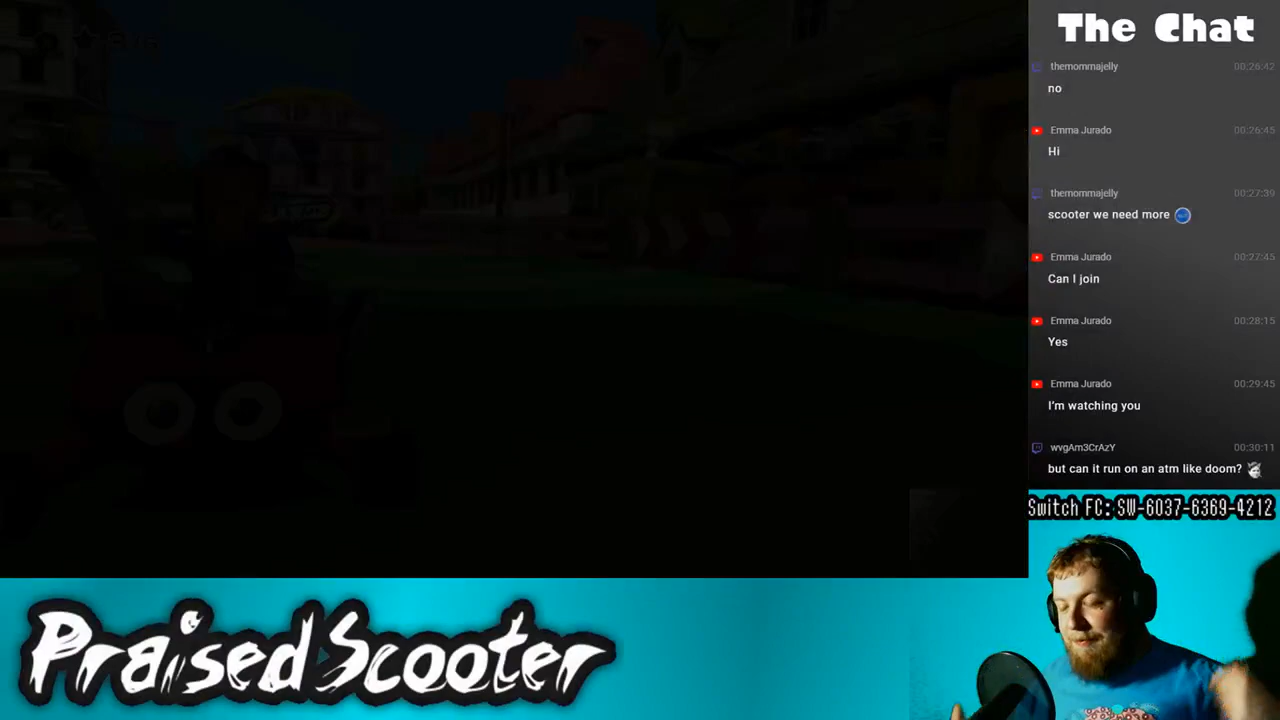 The Chat
themommajelly 00:26:42
no
Emma Jurado 00:26:45
Hi
themommajelly 00:27:39
scooter we need more
Emma Jurado 00:27:45
Can I join
Emma Jurado 00:28:15
Yes
Emma Jurado 00:29:45
I'm watching you
wvgAm3CrAzY 00:30:11
but can it run on an atm like doom?
Switch FC: SW-6037-6369-4212
PraisedScooter